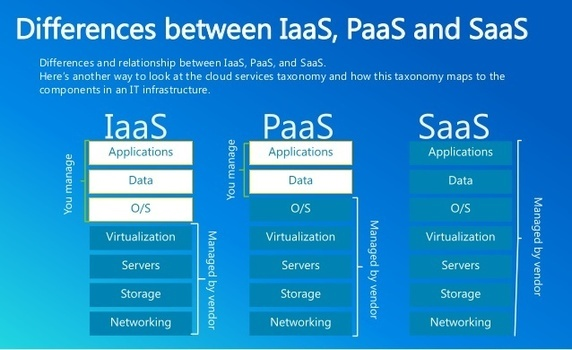 Differences between IaaS, PaaS and SaaS
Differences and relationship between IaaS, PaaS, and SaaS.
Here's another way to look at the cloud services taxonomy and how this taxonomy maps to the
components in an IT infrastructure.
IaaS
You manage
Applications
Data
O/S
Virtualization
Servers
Storage
Networking
Managed by vendor
PaaS
You manage
Applications
Data
O/S
Virtualization
Servers
Storage
Networking
Managed by vendor
SaaS
Applications
Data
O/S
Virtualization
Servers
Storage
Networking
Managed by vendor